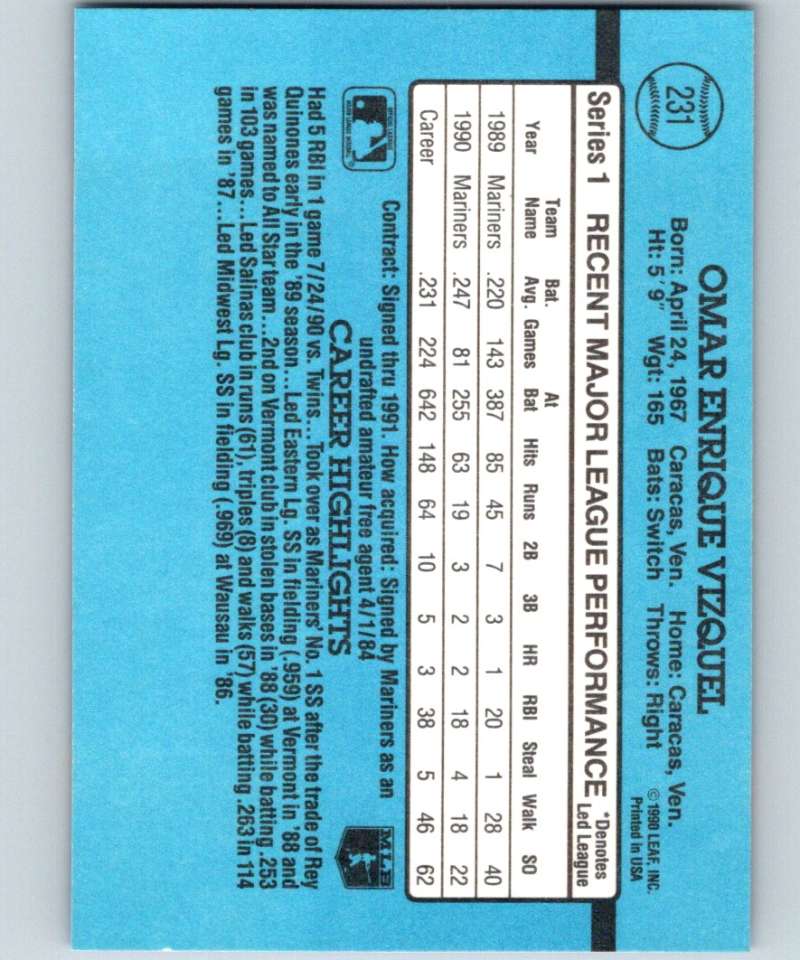 231
OMAR ENRIQUE VIZQUEL
Born: April 24, 1967 Caracas, Ven. Home: Caracas, Ven.
Ht: 5' 9" Wgt: 165 Bats: Switch Throws: Right
© 1990 LEAF, INC.
Printed in USA
Series 1 RECENT MAJOR LEAGUE PERFORMANCE *Denotes Led League
Year Team Name Bat. Avg. Games At Bat Hits Runs 2B 3B HR RBI Steal Walk SO
1989 Mariners .220 143 387 85 45 7 3 1 20 1 28 40
1990 Mariners .247 81 255 63 19 3 2 2 18 4 18 22
Career .231 224 642 148 64 10 5 3 38 5 46 62
MLB
Contract: Signed thru 1991. How acquired: Signed by Mariners as an
undrafted amateur free agent 4/1/84
CAREER HIGHLIGHTS
Had 5 RBI in 1 game 7/24/90 vs. Twins...Took over as Mariners' No. 1 SS after the trade of Rey
Quinones early in the '89 season...Led Eastern Lg. SS in fielding (.959) at Vermont in '88 and
was named to All Star team...2nd on Vermont club in stolen bases in '88 (30) while batting .253
in 103 games...Led Salinas club in runs (61), triples (8) and walks (57) while batting .263 in 114
games in '87...Led Midwest Lg. SS in fielding (.969) at Wausau in '86.